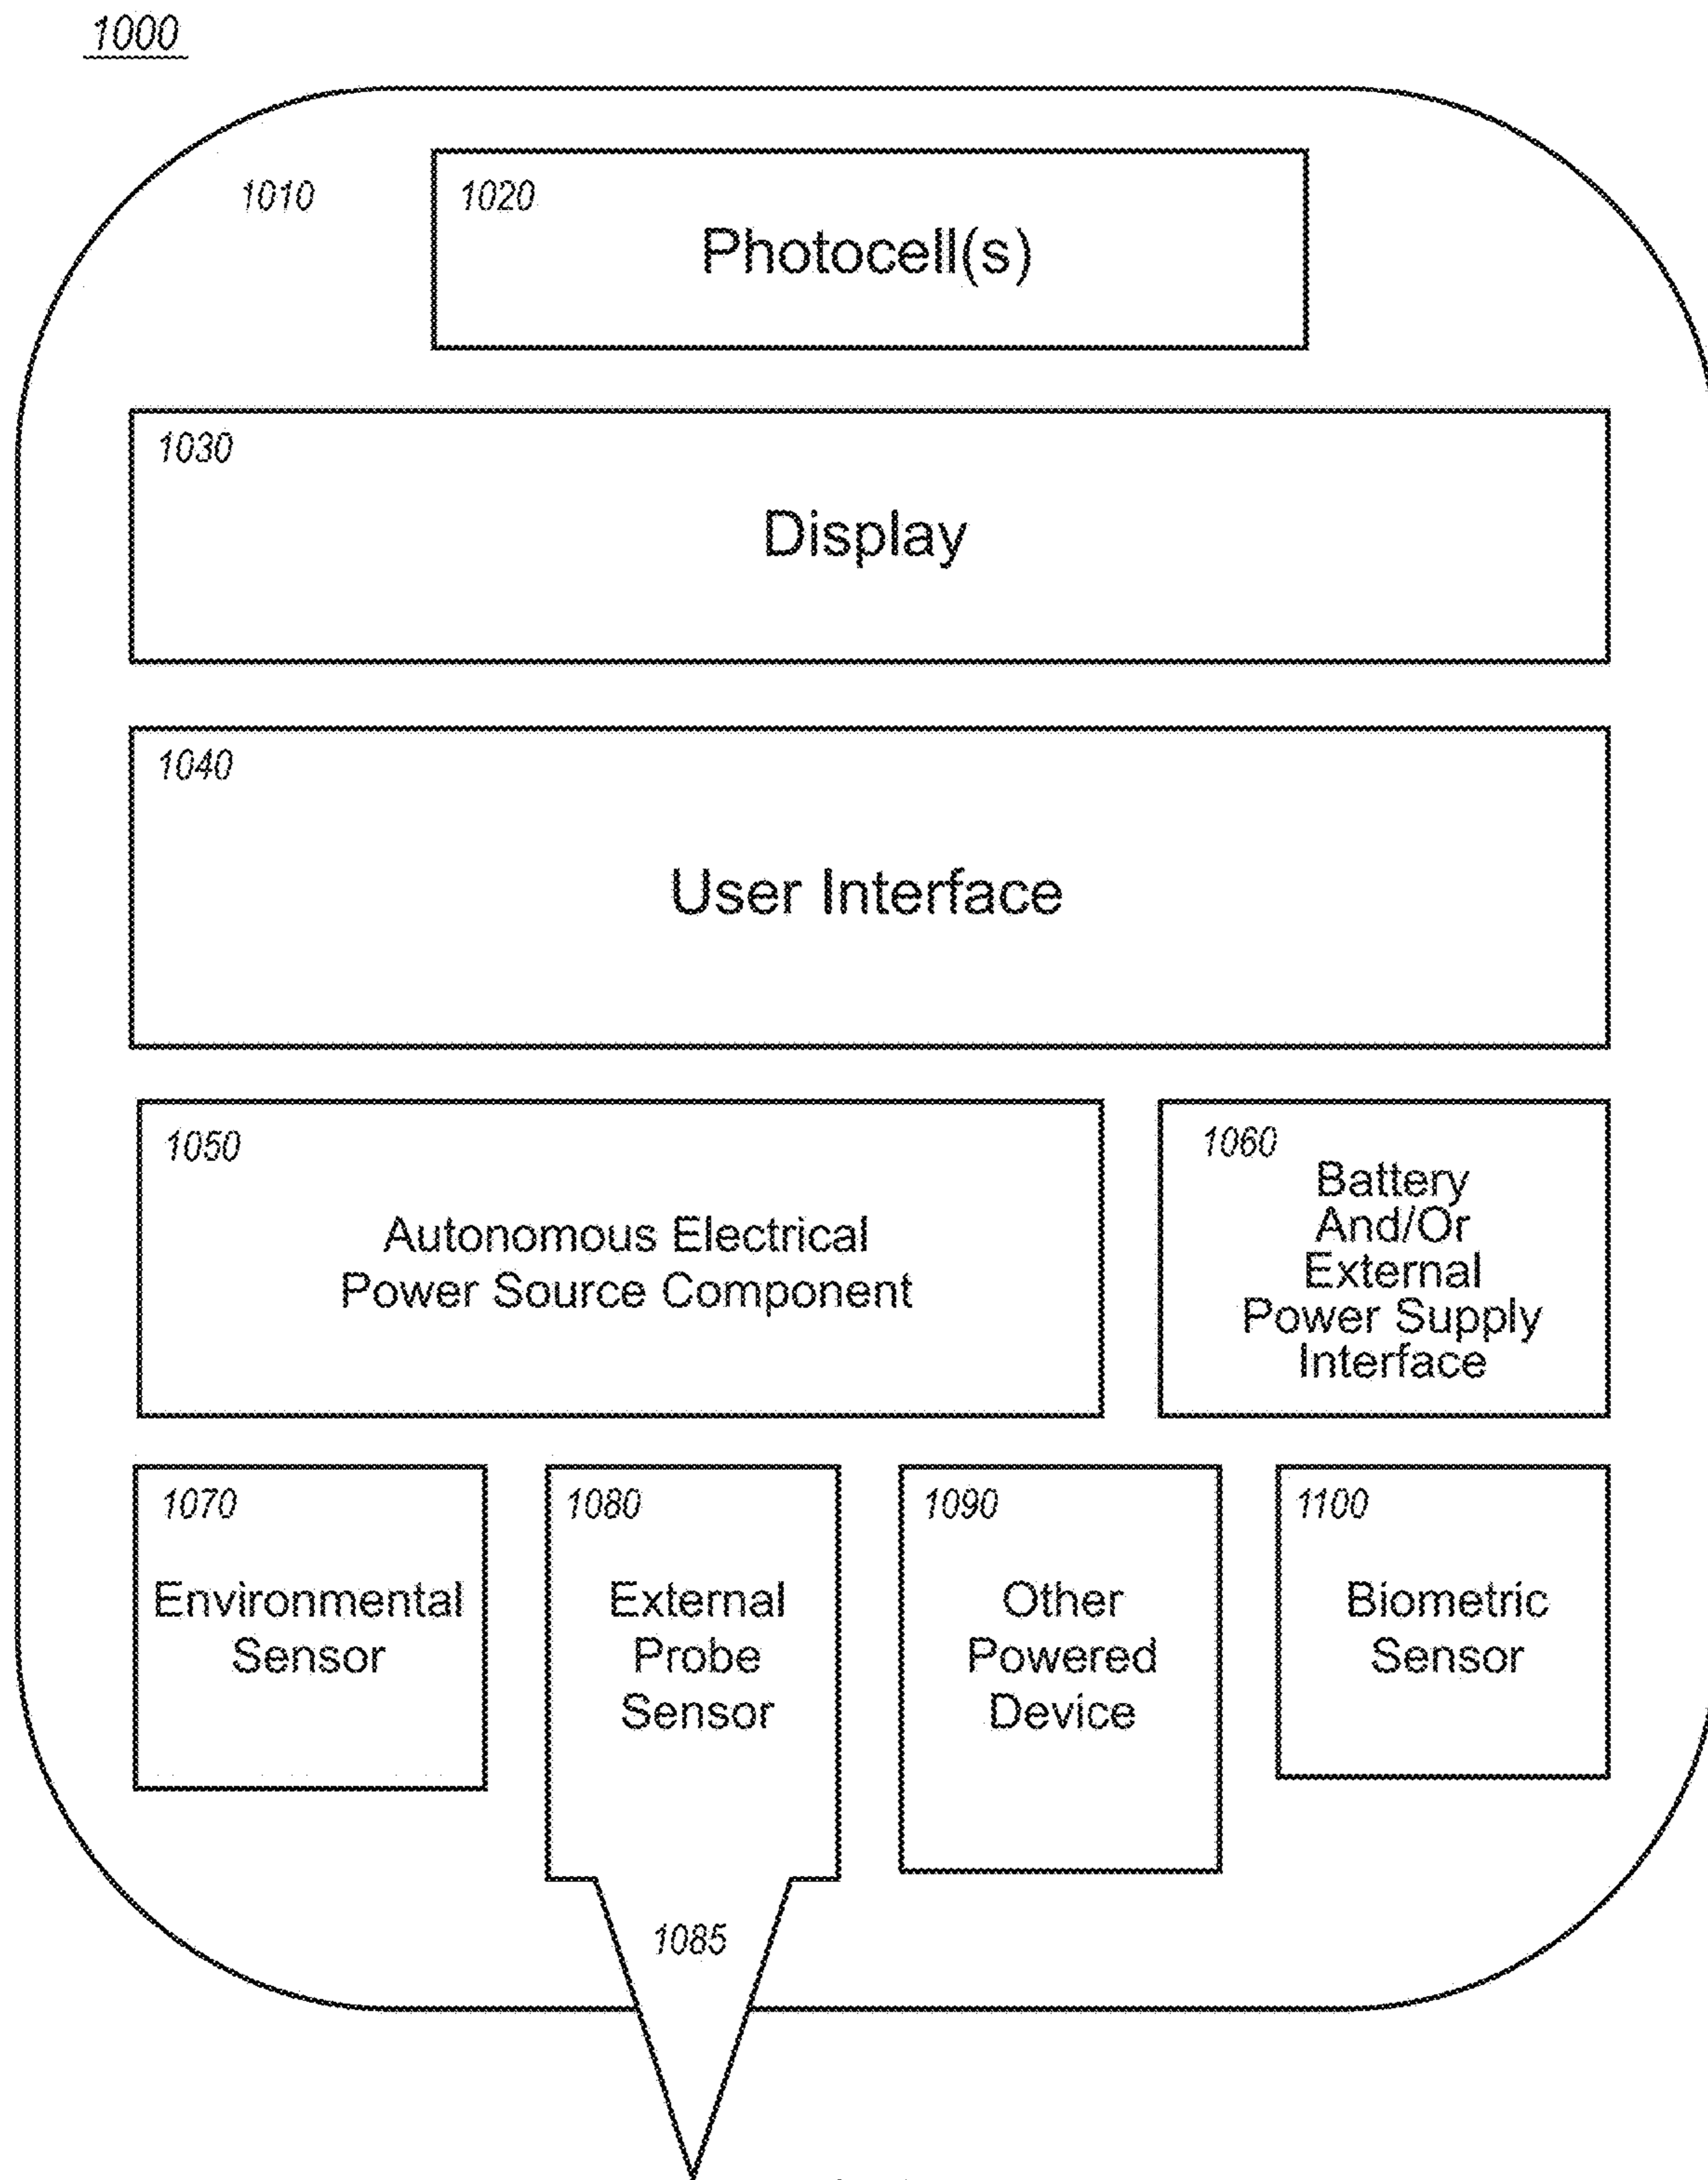 1000
1010
1020
Photocell(s)
1030
Display
1040
User Interface
1050
Autonomous Electrical
Power Source Component
1060
Battery
And/Or
External
Power Supply
Interface
1070
Environmental
Sensor
1080
External
Probe
Sensor
1085
1090
Other
Powered
Device
1100
Biometric
Sensor